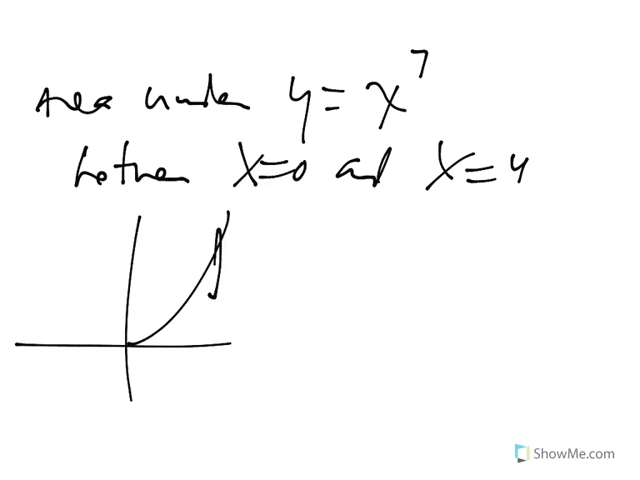 area under y = x⁷
between x=0 and x=4
ShowMe.com